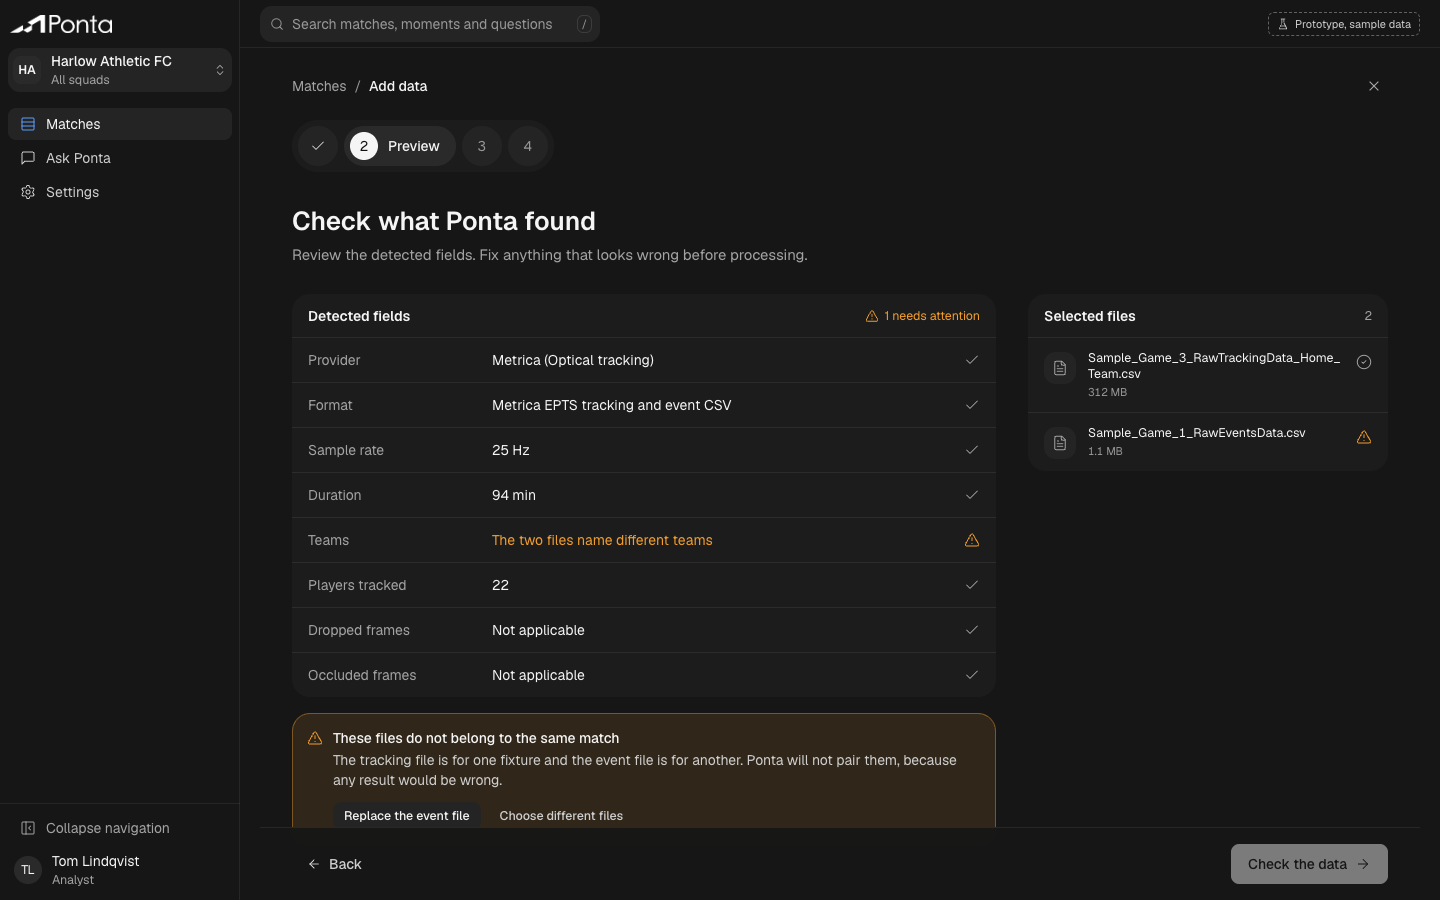 Ponta
Search matches, moments and questions
/
Prototype, sample data
HA
Harlow Athletic FC
All squads
Matches
Ask Ponta
Settings
Matches / Add data
2
Preview
3
4
Check what Ponta found
Review the detected fields. Fix anything that looks wrong before processing.
Detected fields
1 needs attention
Provider
Metrica (Optical tracking)
Format
Metrica EPTS tracking and event CSV
Sample rate
25 Hz
Duration
94 min
Teams
The two files name different teams
Players tracked
22
Dropped frames
Not applicable
Occluded frames
Not applicable
Selected files
2
Sample_Game_3_RawTrackingData_Home_
Team.csv
312 MB
Sample_Game_1_RawEventsData.csv
1.1 MB
These files do not belong to the same match
The tracking file is for one fixture and the event file is for another. Ponta will not pair them, because
any result would be wrong.
Replace the event file
Choose different files
Collapse navigation
TL
Tom Lindqvist
Analyst
Back
Check the data